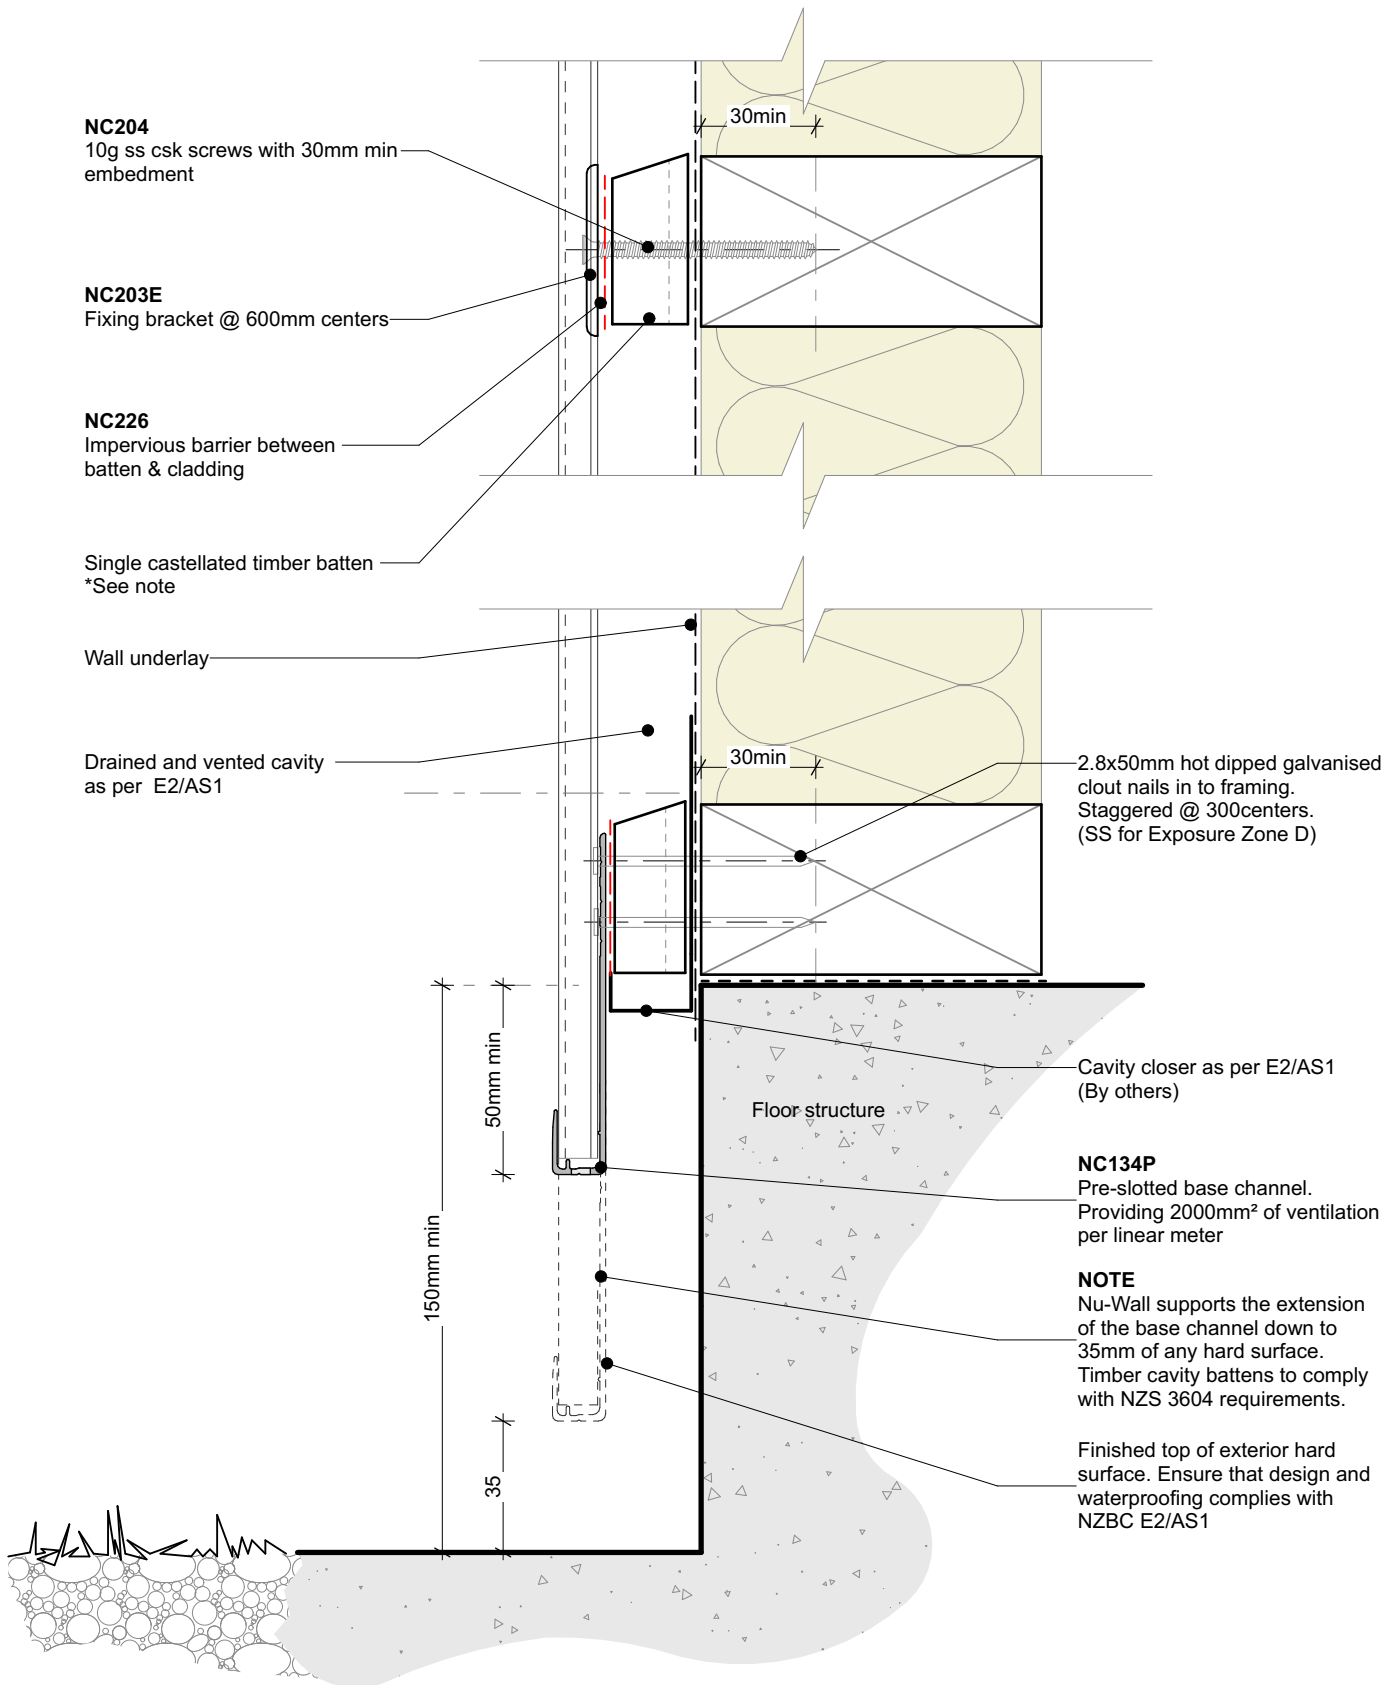 30min
NC204
10g ss csk screws with 30mm min
embedment
NC203E
Fixing bracket @ 600mm centers
NC226
Impervious barrier between
batten & cladding
Single castellated timber batten
*See note
Wall underlay
Drained and vented cavity
as per  E2/AS1
30min
2.8x50mm hot dipped galvanised
clout nails in to framing.
Staggered @ 300centers.
(SS for Exposure Zone D)
50mm min
Cavity closer as per E2/AS1
(By others)
Floor structure
NC134P
Pre-slotted base channel.
Providing 2000mm² of ventilation
per linear meter
150mm min
NOTE
Nu-Wall supports the extension
of the base channel down to
35mm of any hard surface.
Timber cavity battens to comply
with NZS 3604 requirements.
35
Finished top of exterior hard
surface. Ensure that design and
waterproofing complies with
NZBC E2/AS1